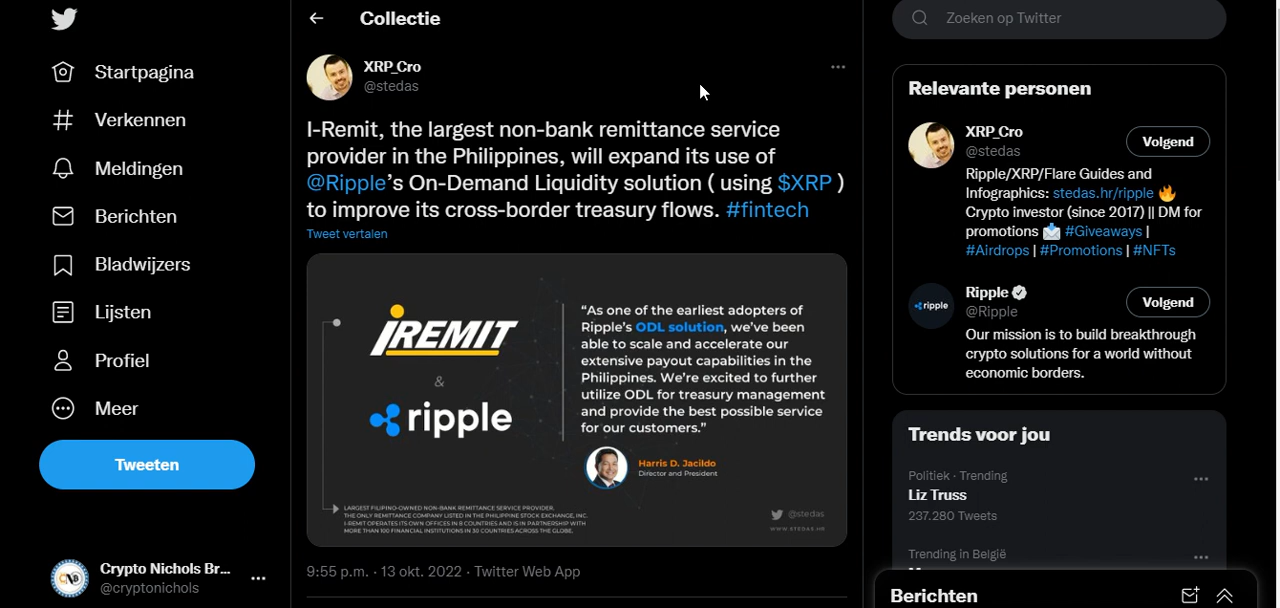 Startpagina
Verkennen
Meldingen
Berichten
Bladwijzers
Lijsten
Profiel
Meer
Tweeten
Crypto Nichols Br...
@cryptonichols
Collectie
XRP_Cro
@stedas
I-Remit, the largest non-bank remittance service
provider in the Philippines, will expand its use of
@Ripple's On-Demand Liquidity solution ( using $XRP )
to improve its cross-border treasury flows. #fintech
Tweet vertalen
iREMIT
&
ripple
LARGEST FILIPINO-OWNED NON-BANK REMITTANCE SERVICE PROVIDER.
THE ONLY REMITTANCE COMPANY LISTED IN THE PHILIPPINE STOCK EXCHANGE, INC.
I-REMIT OPERATES ITS OWN OFFICES IN 8 COUNTRIES AND IS IN PARTNERSHIP WITH
MORE THAN 100 FINANCIAL INSTITUTIONS IN 30 COUNTRIES ACROSS THE GLOBE.
“As one of the earliest adopters of
Ripple's ODL solution, we've been
able to scale and accelerate our
extensive payout capabilities in the
Philippines. We're excited to further
utilize ODL for treasury management
and provide the best possible service
for our customers.”
Harris D. Jacildo
Director and President
@stedas
WWW.STEDAS.HR
9:55 p.m. · 13 okt. 2022 · Twitter Web App
Zoeken op Twitter
Relevante personen
XRP_Cro
@stedas
Volgend
Ripple/XRP/Flare Guides and
Infographics: stedas.hr/ripple 🔥
Crypto investor (since 2017) || DM for
promotions 📩 #Giveaways |
#Airdrops | #Promotions | #NFTs
ripple
Ripple
@Ripple
Volgend
Our mission is to build breakthrough
crypto solutions for a world without
economic borders.
Trends voor jou
Politiek · Trending
Liz Truss
237.280 Tweets
Trending in België
Berichten